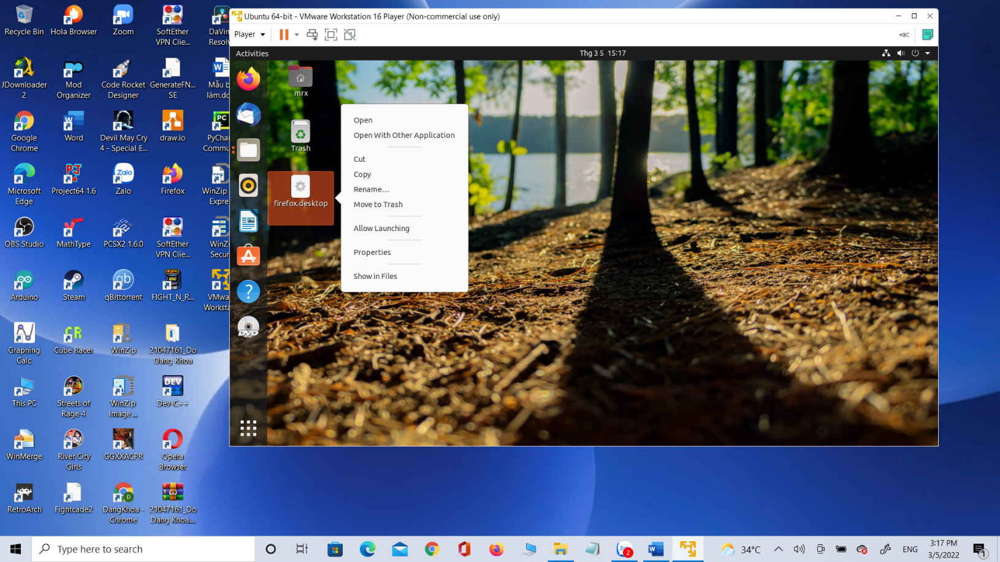 Recycle Bin
Hola Browser
Zoom
SoftEther
VPN Clie...
DaVin
Resolv
JDownloader
2
Mod
Organizer
Code Rocket
Designer
GenerateFN...
SE
Mẫu b
làm.do
Google
Chrome
Word
Devil May Cry
4 - Special E...
draw.io
PyChar
Commu
Microsoft
Edge
Project64 1.6
Zalo
Firefox
WinZip
Expre
OBS Studio
MathType
PCSX2 1.6.0
SoftEther
VPN Clie...
WinZi
Secur
Arduino
Steam
qBittorrent
FIGHT_N_R...
VMwa
Worksta
Graphing
Calc
Cube Racer
WinZip
21047161_Do
Dang Khoa
This PC
Streets of
Rage 4
WinZip
Image ...
Dev-C++
WinMerge
River City
Girls
GGXXACPR
Opera
Browser
RetroArch
Fightcade2
DangKhoa -
Chrome
21047161_Do
Dang Khoa....
Ubuntu 64-bit - VMware Workstation 16 Player (Non-commercial use only)
Player
Activities
Thg 3 5 15:17
mrx
Trash
firefox.desktop
Open
Open With Other Application
Cut
Copy
Rename...
Move to Trash
Allow Launching
Properties
Show in Files
DVD
Type here to search
34°C
ENG
3:17 PM
3/5/2022